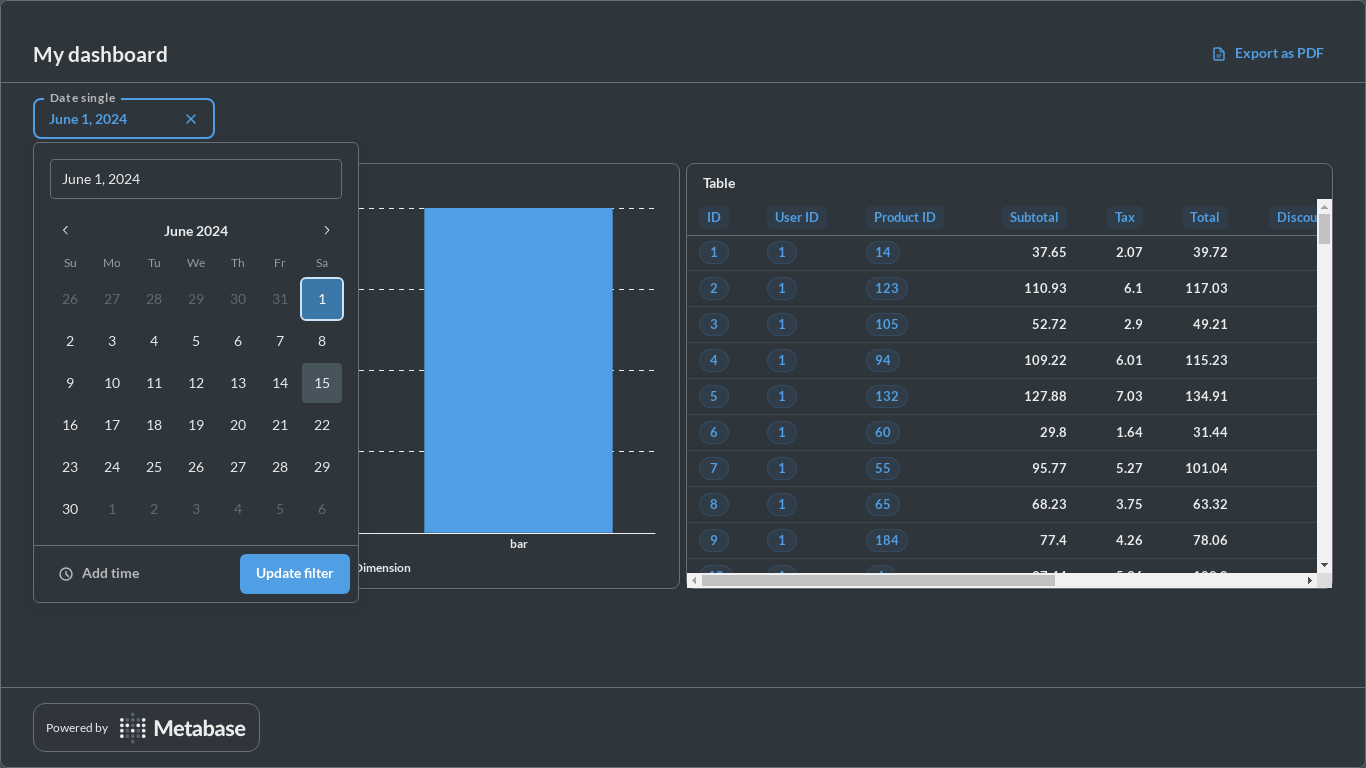 My dashboard
Export as PDF
Date single
June 1, 2024
June 1, 2024
June 2024
Su Mo Tu We Th Fr Sa
26 27 28 29 30 31 1
2 3 4 5 6 7 8
9 10 11 12 13 14 15
16 17 18 19 20 21 22
23 24 25 26 27 28 29
30 1 2 3 4 5 6
Add time
Update filter
bar
Dimension
Table
ID User ID Product ID Subtotal Tax Total Discou
1 1 14 37.65 2.07 39.72
2 1 123 110.93 6.1 117.03
3 1 105 52.72 2.9 49.21
4 1 94 109.22 6.01 115.23
5 1 132 127.88 7.03 134.91
6 1 60 29.8 1.64 31.44
7 1 55 95.77 5.27 101.04
8 1 65 68.23 3.75 63.32
9 1 184 77.4 4.26 78.06
Powered by Metabase